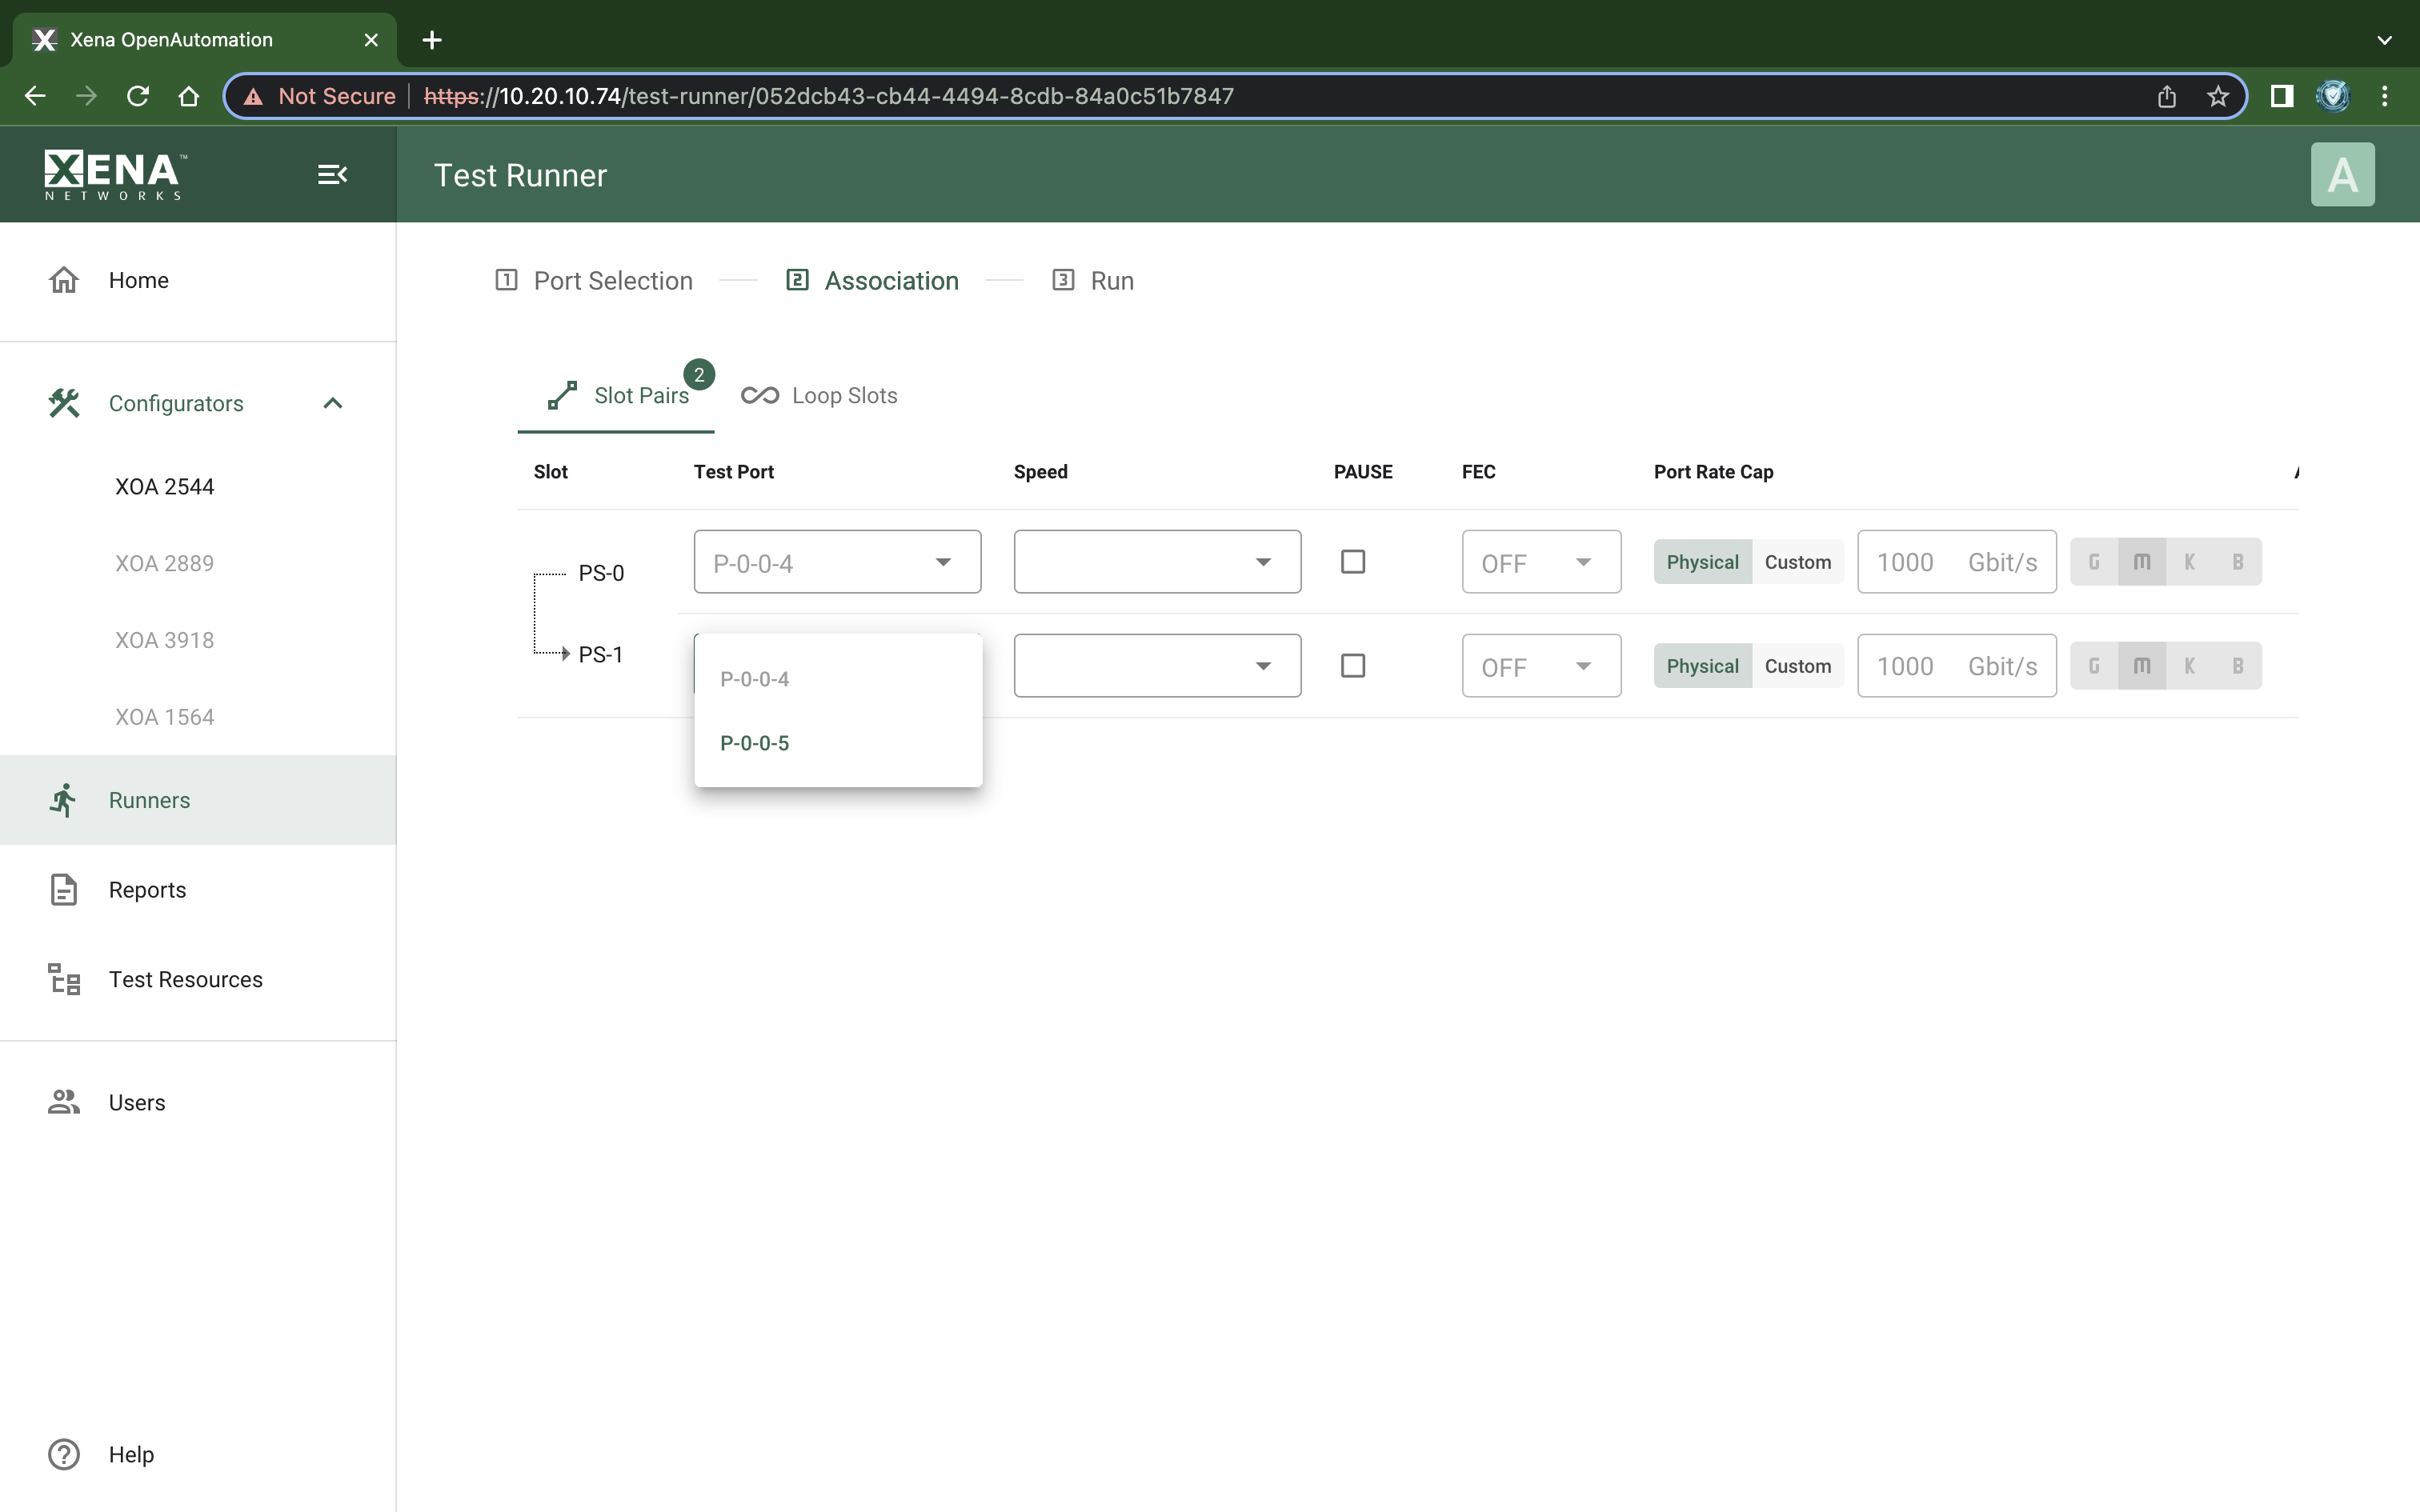 Xena OpenAutomation
Not Secure https://10.20.10.74/test-runner/052dcb43-cb44-4494-8cdb-84a0c51b7847
XENA™
NETWORKS
Test Runner
A
Home
Configurators
XOA 2544
XOA 2889
XOA 3918
XOA 1564
Runners
Reports
Test Resources
Users
Help
1 Port Selection 2 Association 3 Run
Slot Pairs 2 Loop Slots
Slot Test Port Speed PAUSE FEC Port Rate Cap
PS-0 P-0-0-4 OFF Physical Custom 1000 Gbit/s G M K B
PS-1 OFF Physical Custom 1000 Gbit/s G M K B
P-0-0-4
P-0-0-5